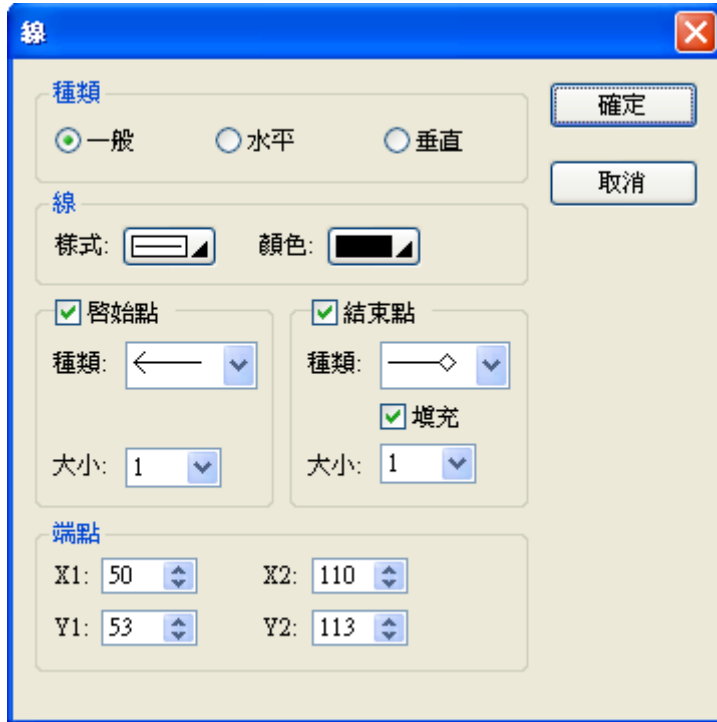 線
種類
確定
一般 水平 垂直
取消
線
樣式: 顏色:
啓始點 結束點
種類: 種類:
填充
大小: 1 大小: 1
端點
X1: 50 X2: 110
Y1: 53 Y2: 113